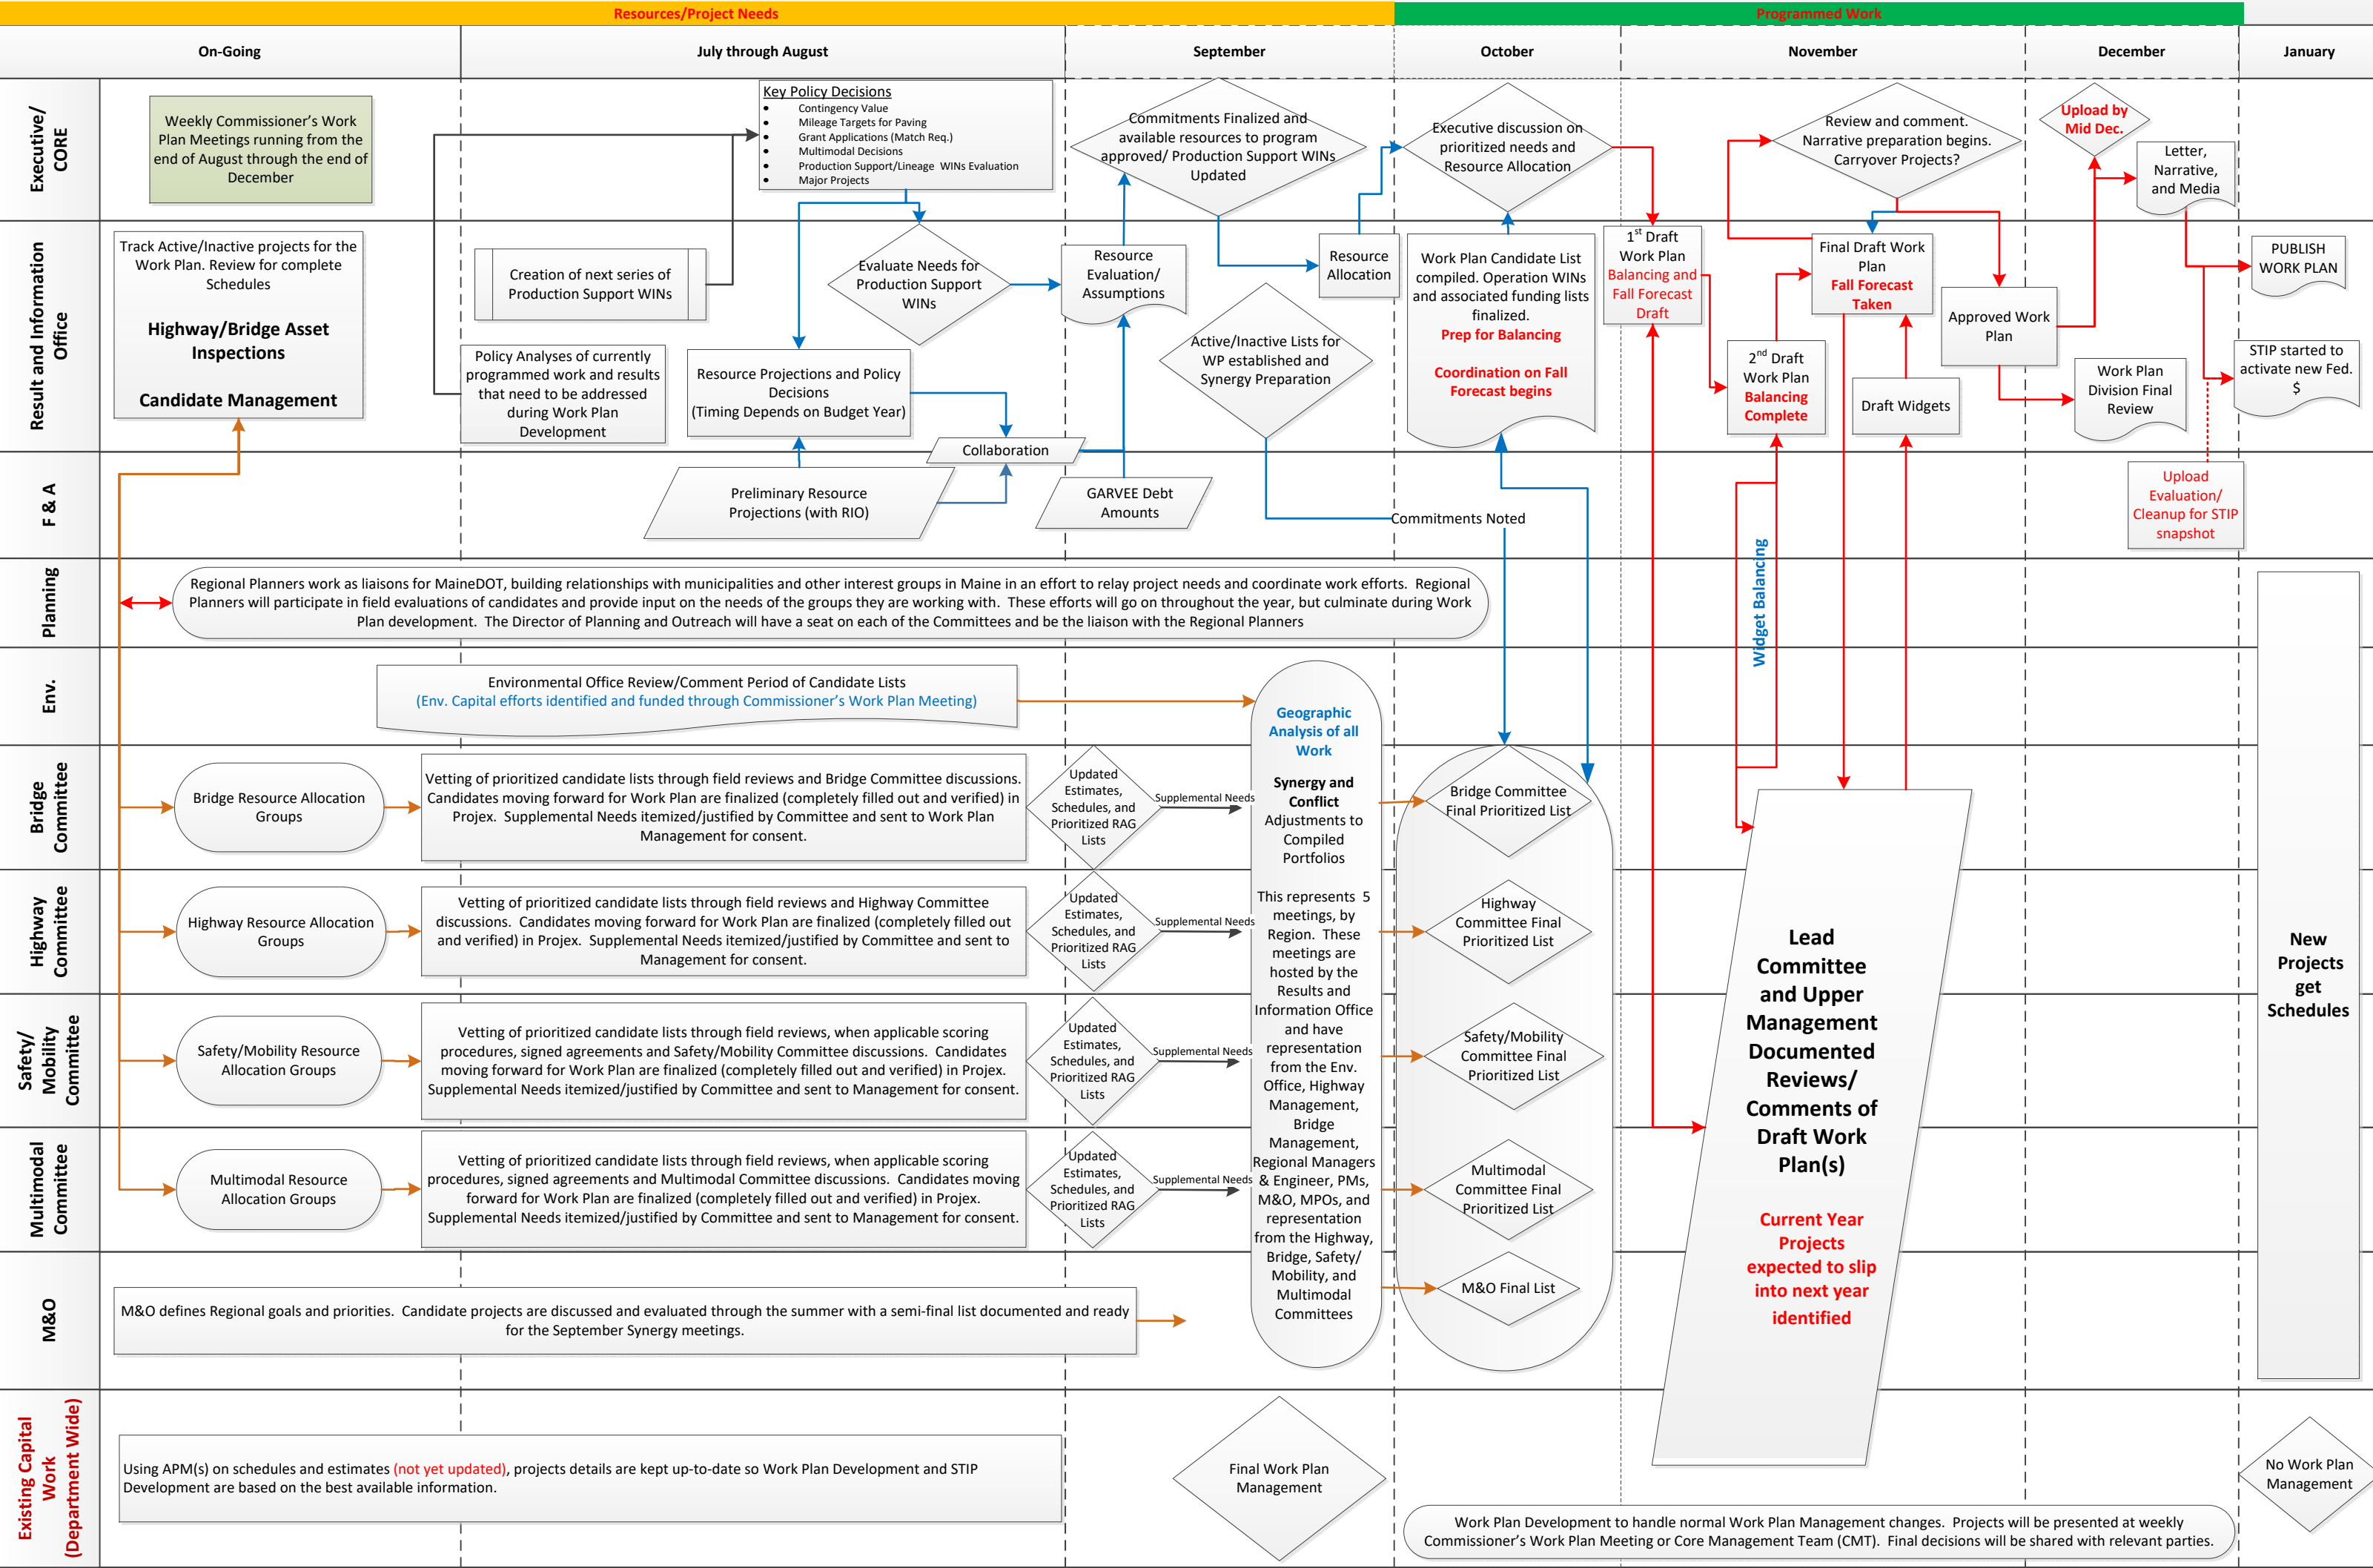 Resources/Project Needs
Programmed Work
On-Going
July through August
September
October
November
December
January
Executive/
CORE
Weekly Commissioner's Work
Plan Meetings running from the
end of August through the end of
December
Key Policy Decisions
• Contingency Value
• Mileage Targets for Paving
• Grant Applications (Match Req.)
• Multimodal Decisions
• Production Support/Lineage WINs Evaluation
• Major Projects
Commitments Finalized and
available resources to program
approved/ Production Support WINs
Updated
Executive discussion on
prioritized needs and
Resource Allocation
Review and comment.
Narrative preparation begins.
Carryover Projects?
Upload by
Mid Dec.
Letter,
Narrative,
and Media
Result and Information
Office
Track Active/Inactive projects for the
Work Plan. Review for complete
Schedules
Highway/Bridge Asset
Inspections
Candidate Management
Creation of next series of
Production Support WINs
Policy Analyses of currently
programmed work and results
that need to be addressed
during Work Plan
Development
Evaluate Needs for
Production Support
WINs
Resource Projections and Policy
Decisions
(Timing Depends on Budget Year)
Collaboration
Resource
Evaluation/
Assumptions
Active/Inactive Lists for
WP established and
Synergy Preparation
Resource
Allocation
Work Plan Candidate List
compiled. Operation WINs
and associated funding lists
finalized.
Prep for Balancing
Coordination on Fall
Forecast begins
1st Draft
Work Plan
Balancing and
Fall Forecast
Draft
2nd Draft
Work Plan
Balancing
Complete
Final Draft Work
Plan
Fall Forecast
Taken
Draft Widgets
Approved Work
Plan
Work Plan
Division Final
Review
PUBLISH
WORK PLAN
STIP started to
activate new Fed.
$
F & A
Preliminary Resource
Projections (with RIO)
GARVEE Debt
Amounts
Commitments Noted
Upload
Evaluation/
Cleanup for STIP
snapshot
Widget Balancing
Planning
Regional Planners work as liaisons for MaineDOT, building relationships with municipalities and other interest groups in Maine in an effort to relay project needs and coordinate work efforts. Regional
Planners will participate in field evaluations of candidates and provide input on the needs of the groups they are working with. These efforts will go on throughout the year, but culminate during Work
Plan development. The Director of Planning and Outreach will have a seat on each of the Committees and be the liaison with the Regional Planners
Env.
Environmental Office Review/Comment Period of Candidate Lists
(Env. Capital efforts identified and funded through Commissioner's Work Plan Meeting)
Geographic
Analysis of all
Work
Synergy and
Conflict
Adjustments to
Compiled
Portfolios
This represents 5
meetings, by
Region. These
meetings are
hosted by the
Results and
Information Office
and have
representation
from the Env.
Office, Highway
Management,
Bridge
Management,
Regional Managers
& Engineer, PMs,
M&O, MPOs, and
representation
from the Highway,
Bridge, Safety/
Mobility, and
Multimodal
Committees
Bridge
Committee
Bridge Resource Allocation
Groups
Vetting of prioritized candidate lists through field reviews and Bridge Committee discussions.
Candidates moving forward for Work Plan are finalized (completely filled out and verified) in
Projex. Supplemental Needs itemized/justified by Committee and sent to Work Plan
Management for consent.
Updated
Estimates,
Schedules, and
Prioritized RAG
Lists
Supplemental Needs
Bridge Committee
Final Prioritized List
Highway
Committee
Highway Resource Allocation
Groups
Vetting of prioritized candidate lists through field reviews and Highway Committee
discussions. Candidates moving forward for Work Plan are finalized (completely filled out
and verified) in Projex. Supplemental Needs itemized/justified by Committee and sent to
Management for consent.
Updated
Estimates,
Schedules, and
Prioritized RAG
Lists
Supplemental Needs
Highway
Committee Final
Prioritized List
Safety/
Mobility
Committee
Safety/Mobility Resource
Allocation Groups
Vetting of prioritized candidate lists through field reviews, when applicable scoring
procedures, signed agreements and Safety/Mobility Committee discussions. Candidates
moving forward for Work Plan are finalized (completely filled out and verified) in Projex.
Supplemental Needs itemized/justified by Committee and sent to Management for consent.
Updated
Estimates,
Schedules, and
Prioritized RAG
Lists
Supplemental Needs
Safety/Mobility
Committee Final
Prioritized List
Multimodal
Committee
Multimodal Resource
Allocation Groups
Vetting of prioritized candidate lists through field reviews, when applicable scoring
procedures, signed agreements and Multimodal Committee discussions. Candidates moving
forward for Work Plan are finalized (completely filled out and verified) in Projex.
Supplemental Needs itemized/justified by Committee and sent to Management for consent.
Updated
Estimates,
Schedules, and
Prioritized RAG
Lists
Supplemental Needs
Multimodal
Committee Final
Prioritized List
Lead
Committee
and Upper
Management
Documented
Reviews/
Comments of
Draft Work
Plan(s)
Current Year
Projects
expected to slip
into next year
identified
New
Projects
get
Schedules
M&O
M&O defines Regional goals and priorities. Candidate projects are discussed and evaluated through the summer with a semi-final list documented and ready
for the September Synergy meetings.
M&O Final List
Existing Capital
Work
(Department Wide)
Using APM(s) on schedules and estimates (not yet updated), projects details are kept up-to-date so Work Plan Development and STIP
Development are based on the best available information.
Final Work Plan
Management
Work Plan Development to handle normal Work Plan Management changes. Projects will be presented at weekly
Commissioner's Work Plan Meeting or Core Management Team (CMT). Final decisions will be shared with relevant parties.
No Work Plan
Management